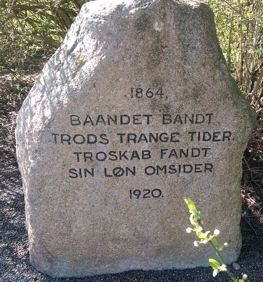 1864.
BAANDET BANDT
TRODS TRANGE TIDER.
TROSKAB FANDT
SIN LØN OMSIDER
1920.